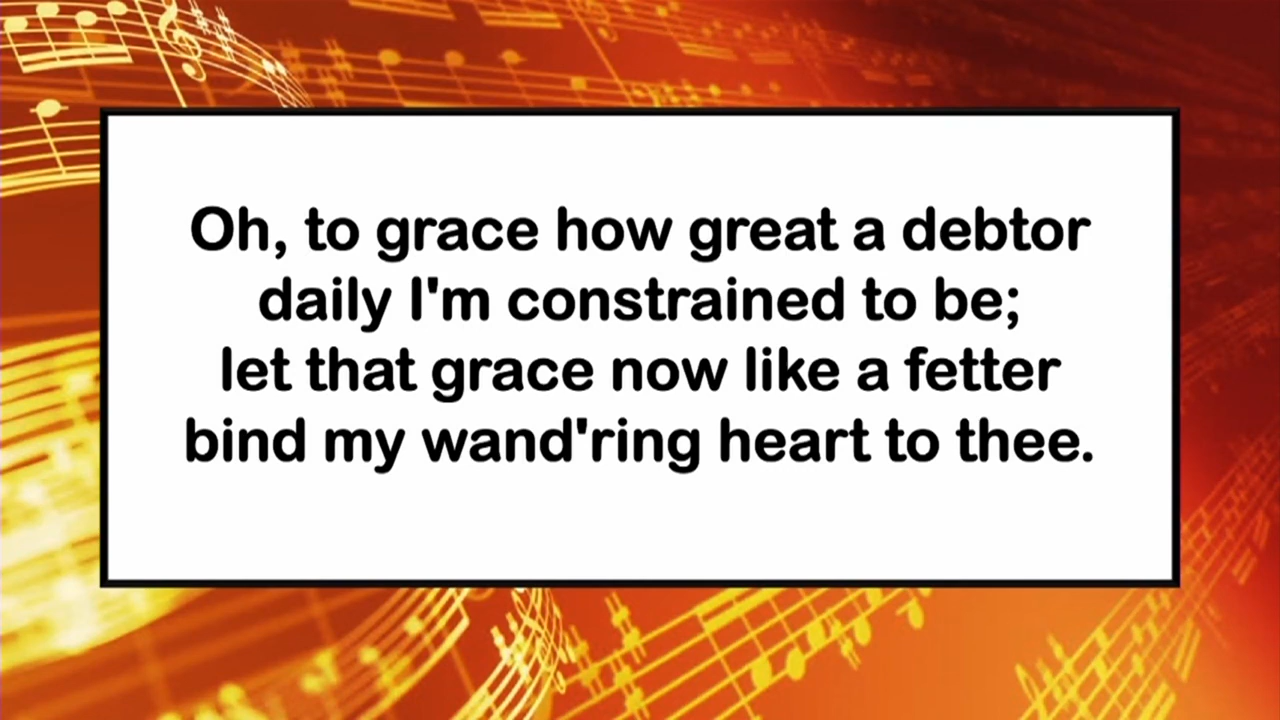 Oh, to grace how great a debtor
daily I'm constrained to be;
let that grace now like a fetter
bind my wand'ring heart to thee.